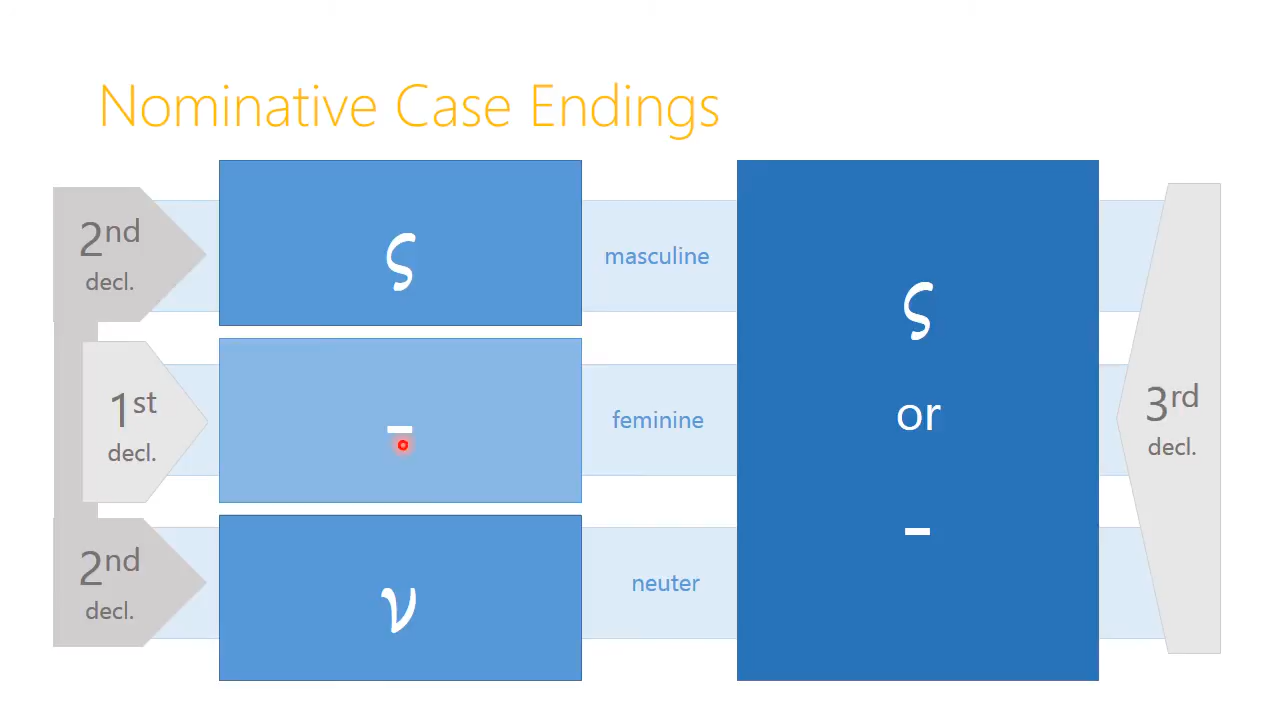 Nominative Case Endings
2nd
decl.
ς
masculine
1st
decl.
–
feminine
2nd
decl.
ν
neuter
ς
or
–
3rd
decl.